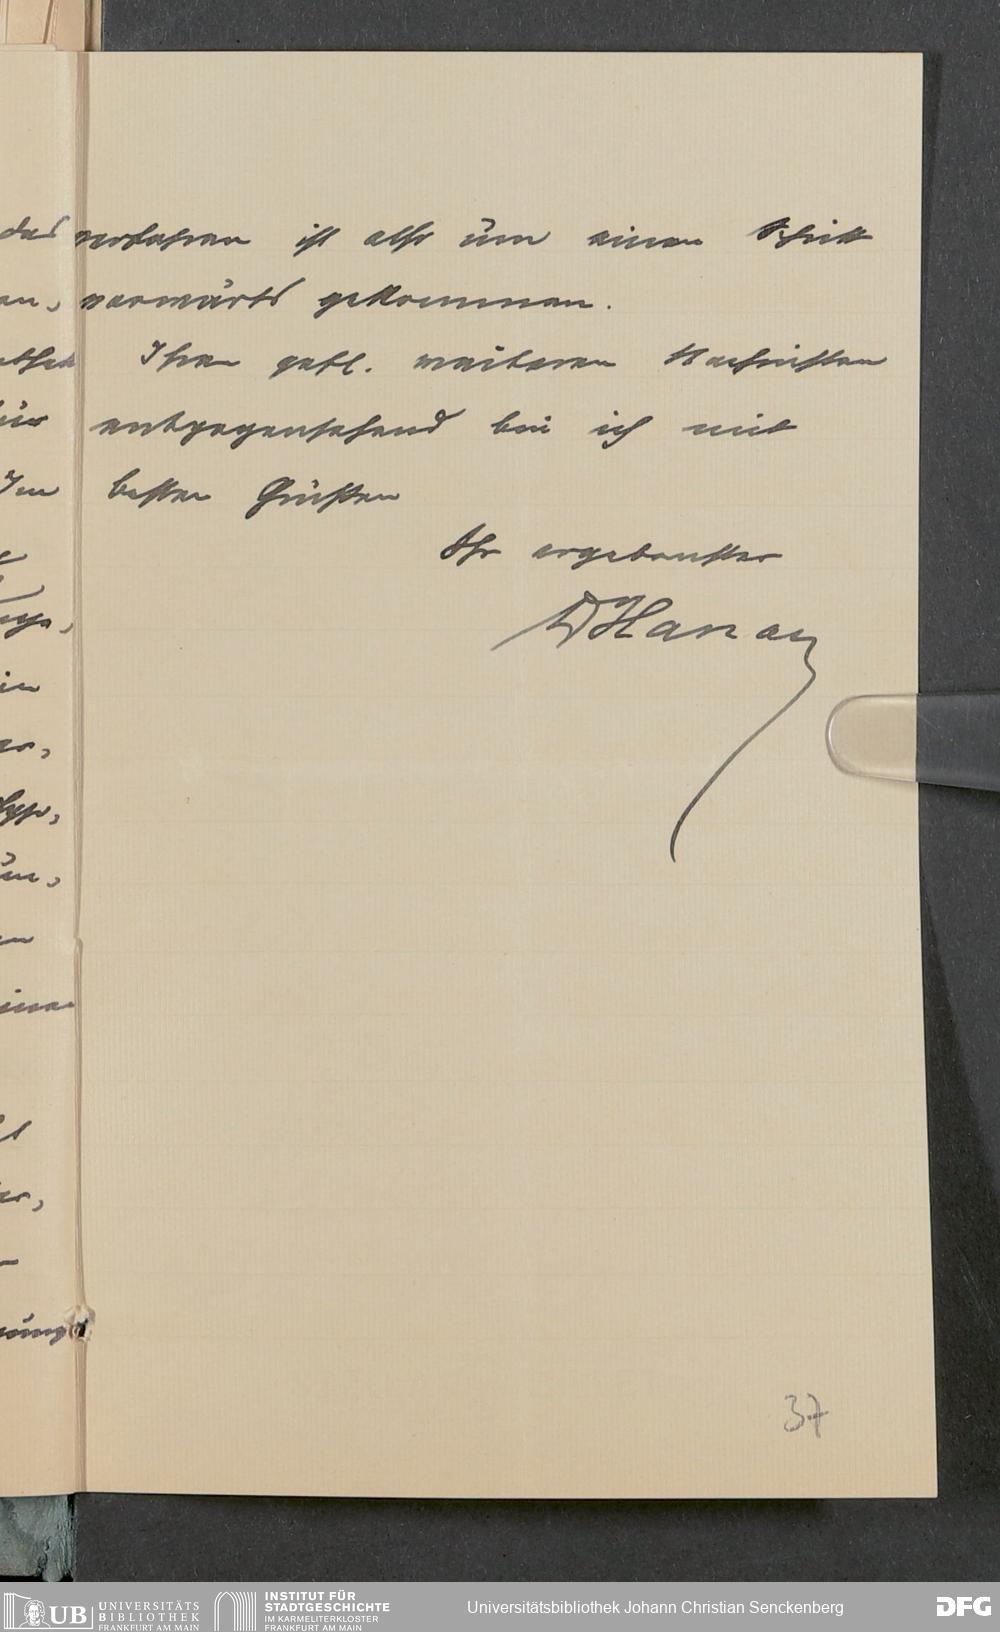 verfahren ist also um einen Schritt
vorwärts gekommen.
Ihren gefl. weiteren Nachrichten
entgegensehend bin ich mit
besten Grüssen
Ihr ergebenster
37
UB UNIVERSITÄTS
BIBLIOTHEK
FRANKFURT AM MAIN
INSTITUT FÜR
STADTGESCHICHTE
IM KARMELITERKLOSTER
FRANKFURT AM MAIN
Universitätsbibliothek Johann Christian Senckenberg
DFG